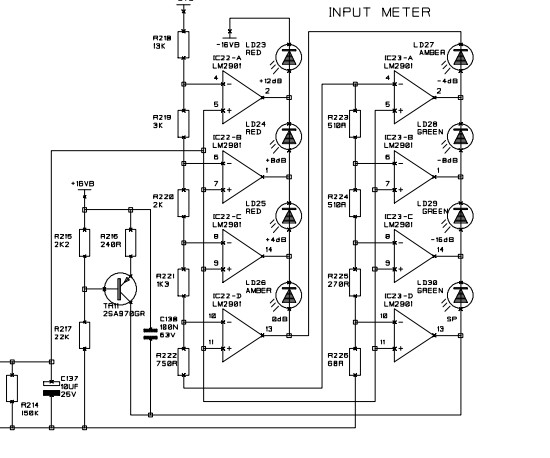 INPUT METER
R218
13K
-16VB
LD23
RED
IC22-A
LM2901
4
5
2
+12dB
R219
3K
LD24
RED
IC22-B
LM2901
6
7
1
+8dB
R220
2K
LD25
RED
IC22-C
LM2901
8
9
14
+4dB
R221
1K3
LD26
AMBER
IC22-D
LM2901
10
11
13
0dB
R222
750R
LD27
AMBER
IC23-A
LM2901
4
5
2
-4dB
R223
510R
LD28
GREEN
IC23-B
LM2901
6
7
1
-8dB
R224
510R
LD29
GREEN
IC23-C
LM2901
8
9
14
-16dB
R225
270R
LD30
GREEN
IC23-D
LM2901
10
11
13
SP
R226
68R
+16VB
R215
2K2
R216
240R
TR11
2SA970GR
R217
22K
C138
100N
63V
C137
10UF
25V
R214
150K